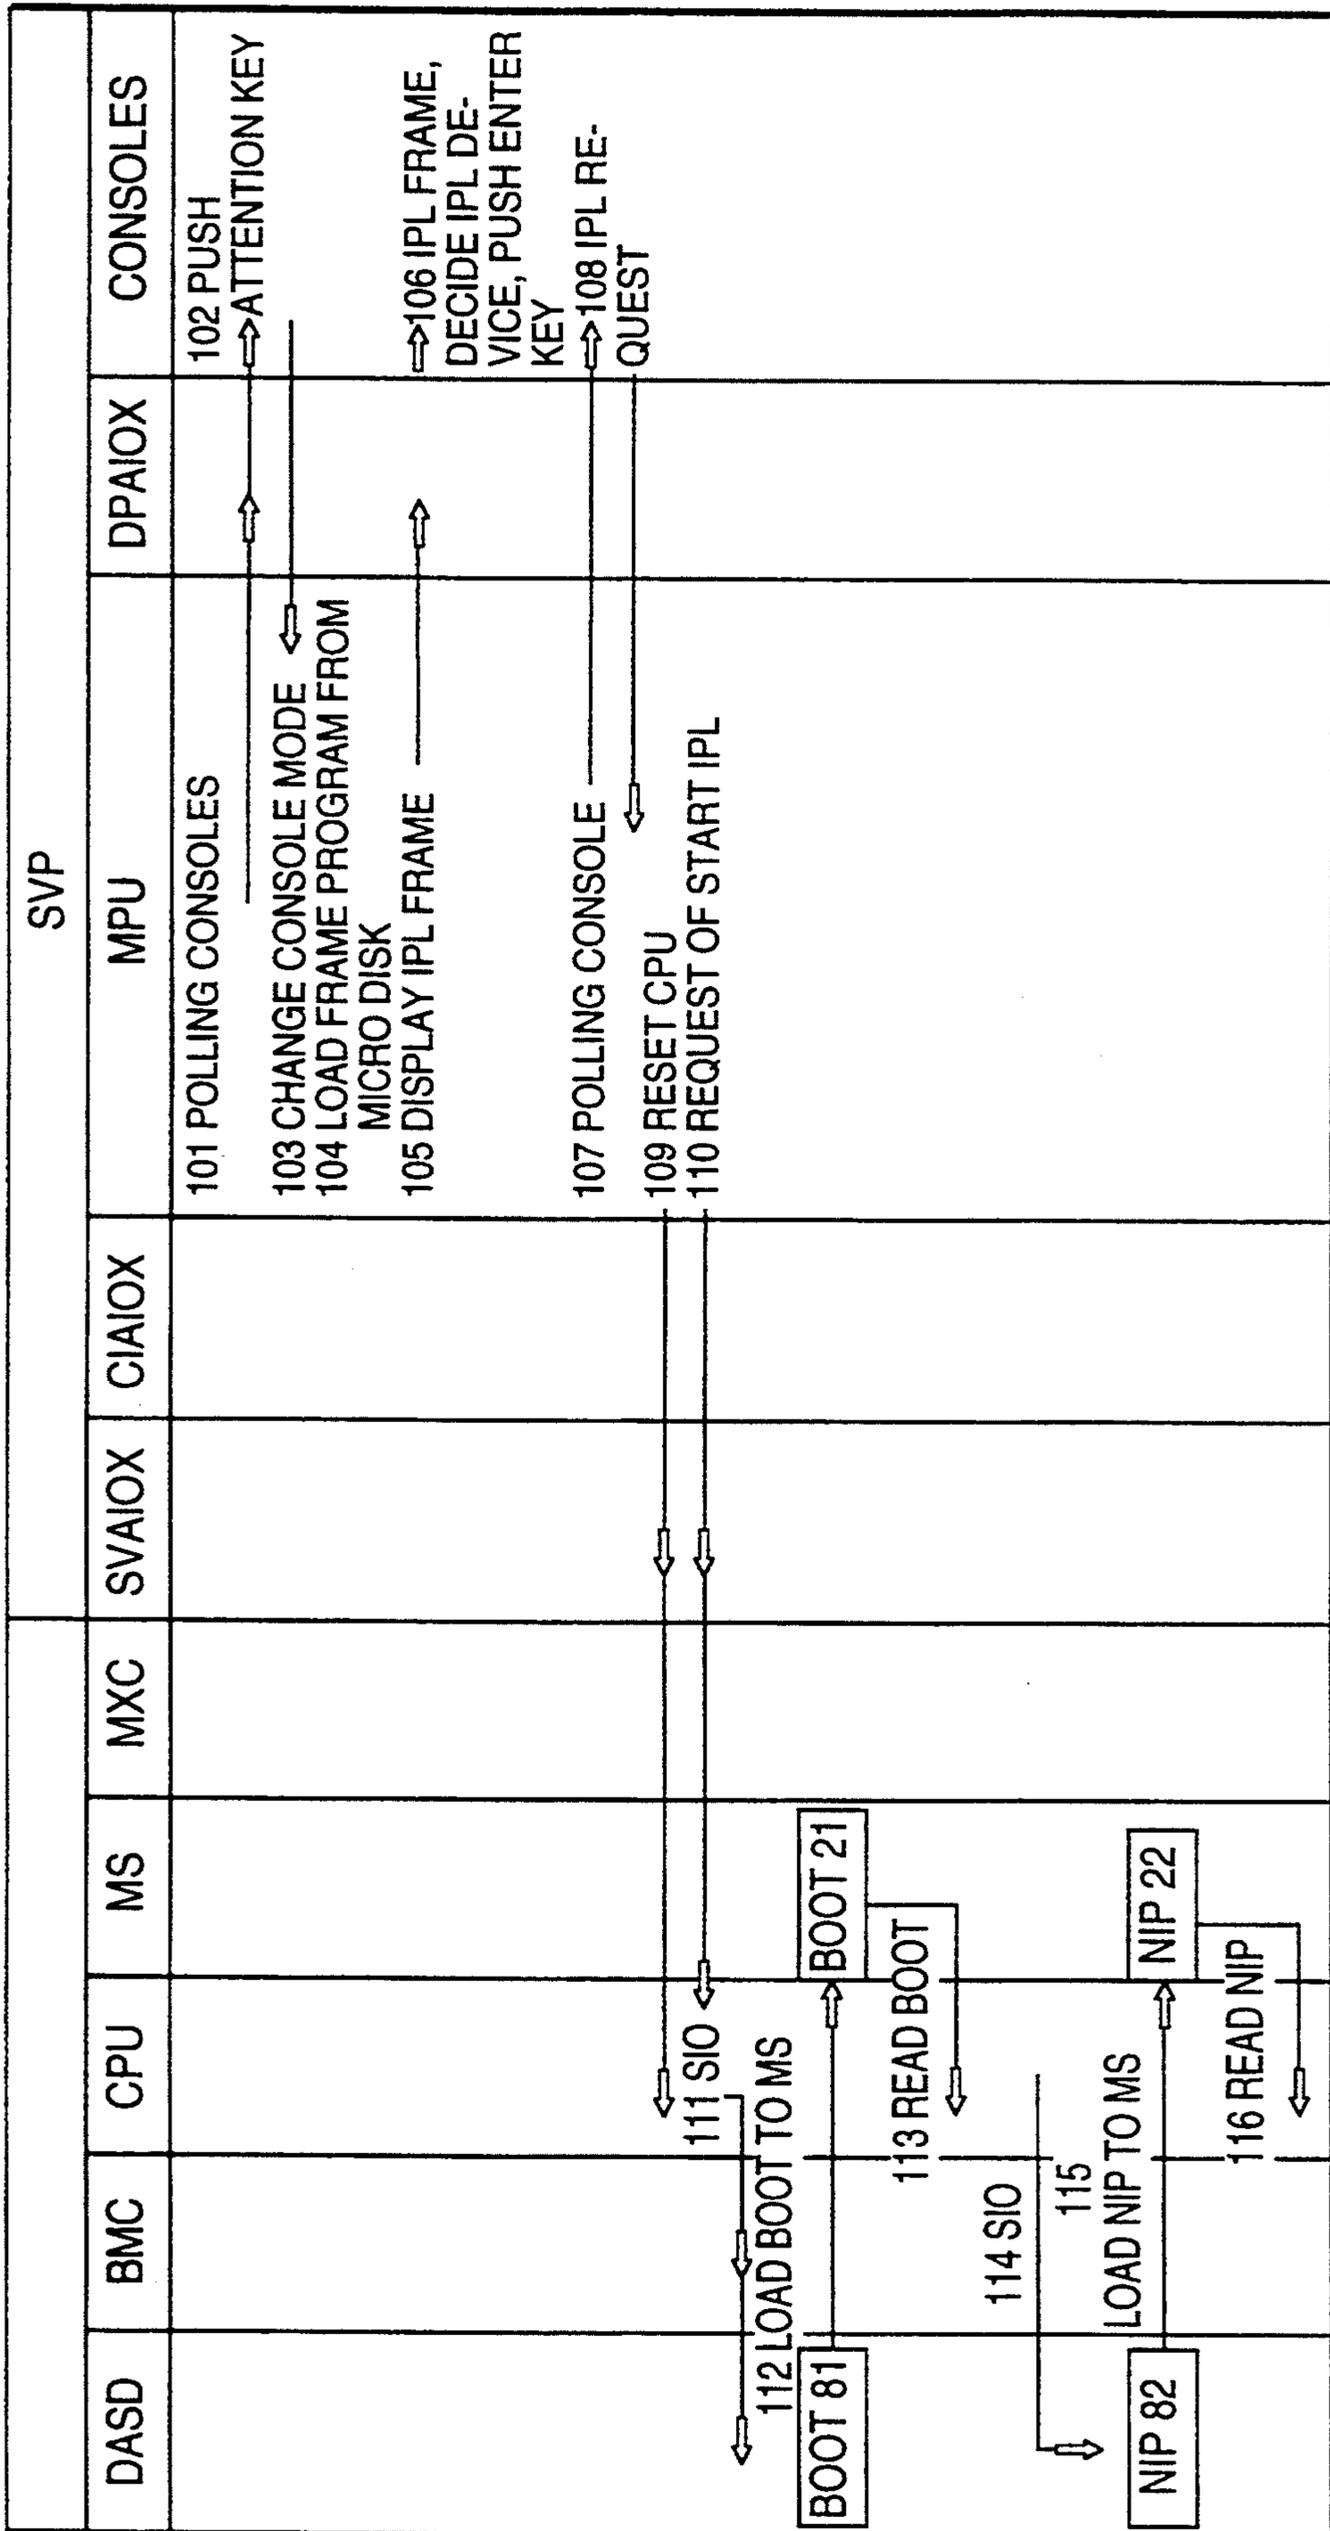 SVP
DASD
BMC
CPU
MS
MXC
SVAIOX
CIAIOX
MPU
DPAIOX
CONSOLES
101 POLLING CONSOLES
102 PUSH
ATTENTION KEY
103 CHANGE CONSOLE MODE
104 LOAD FRAME PROGRAM FROM
MICRO DISK
105 DISPLAY IPL FRAME
106 IPL FRAME,
DECIDE IPL DE-
VICE, PUSH ENTER
KEY
107 POLLING CONSOLE
108 IPL RE-
QUEST
109 RESET CPU
110 REQUEST OF START IPL
111 SIO
112 LOAD BOOT TO MS
BOOT 81
BOOT 21
113 READ BOOT
114 SIO
115
LOAD NIP TO MS
NIP 82
NIP 22
116 READ NIP